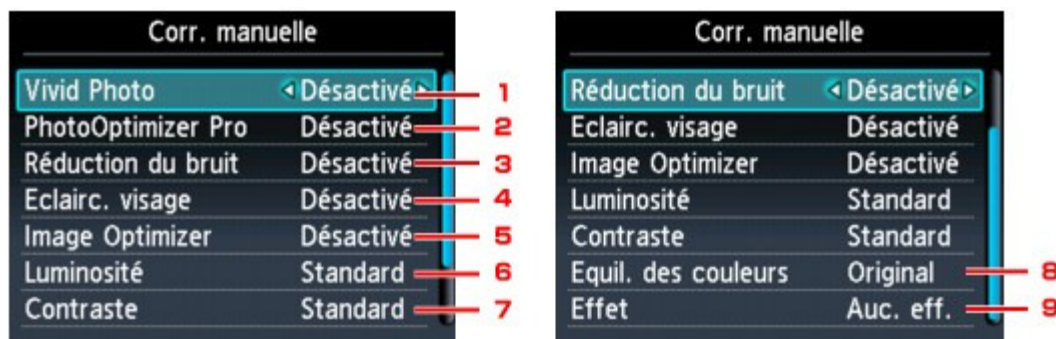 Corr. manuelle
Vivid Photo Désactivé 1
PhotoOptimizer Pro Désactivé 2
Réduction du bruit Désactivé 3
Eclairc. visage Désactivé 4
Image Optimizer Désactivé 5
Luminosité Standard 6
Contraste Standard 7
Corr. manuelle
Réduction du bruit Désactivé
Eclairc. visage Désactivé
Image Optimizer Désactivé
Luminosité Standard
Contraste Standard
Equil. des couleurs Original 8
Effet Auc. eff. 9